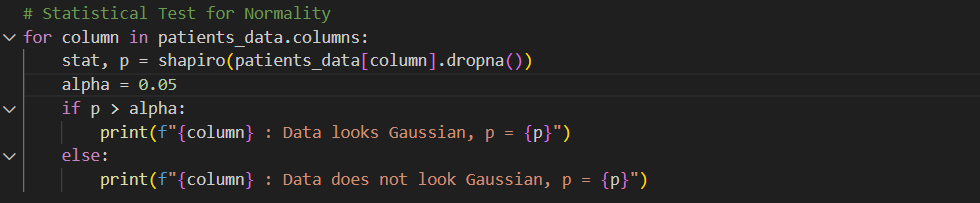 # Statistical Test for Normality
for column in patients_data.columns:
    stat, p = shapiro(patients_data[column].dropna())
    alpha = 0.05
    if p > alpha:
        print(f"{column} : Data looks Gaussian, p = {p}")
    else:
        print(f"{column} : Data does not look Gaussian, p = {p}")